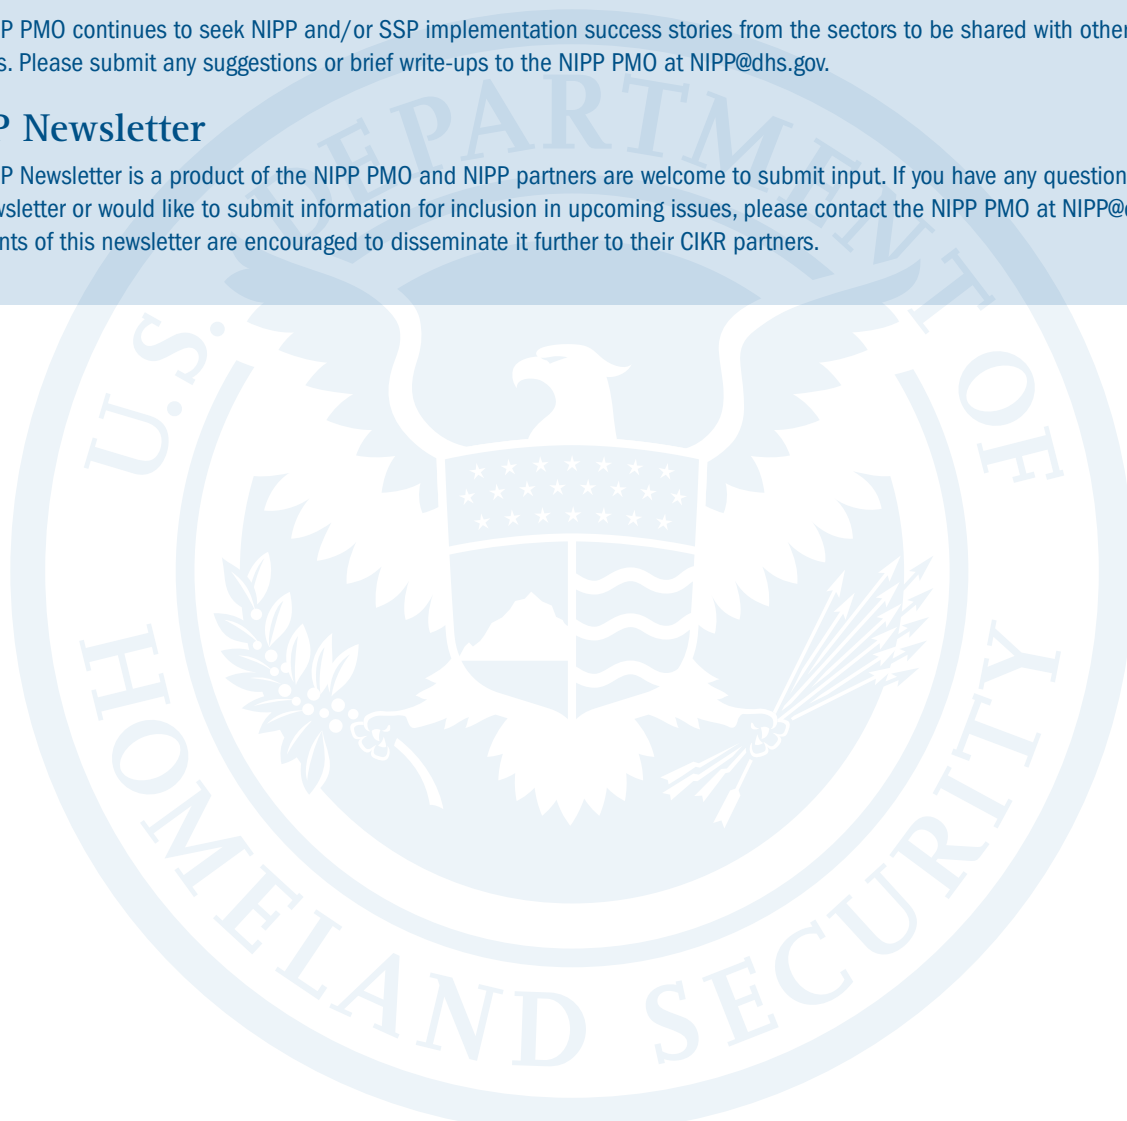 P PMO continues to seek NIPP and/or SSP implementation success stories from the sectors to be shared with other
s. Please submit any suggestions or brief write-ups to the NIPP PMO at NIPP@dhs.gov.
P Newsletter
P Newsletter is a product of the NIPP PMO and NIPP partners are welcome to submit input. If you have any question
wsletter or would like to submit information for inclusion in upcoming issues, please contact the NIPP PMO at NIPP@
nts of this newsletter are encouraged to disseminate it further to their CIKR partners.
U.S. DEPARTMENT OF
HOMELAND SECURITY